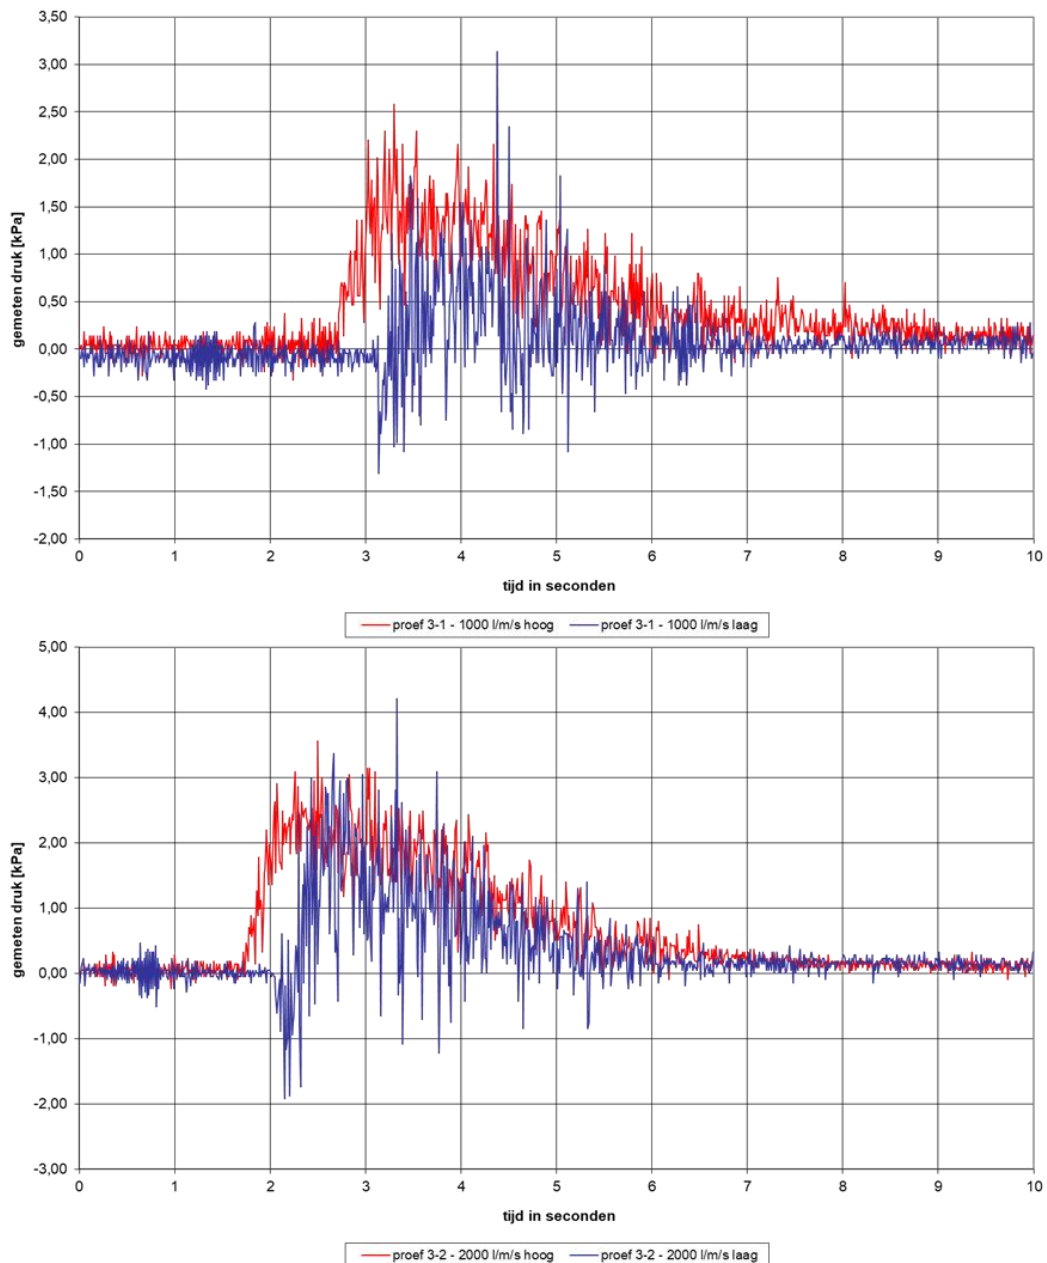 3,50
3,00
2,50
2,00
1,50
1,00
0,50
0,00
-0,50
-1,00
-1,50
-2,00
gemeten druk [kPa]
0 1 2 3 4 5 6 7 8 9 10
tijd in seconden
proef 3-1 - 1000 l/m/s hoog proef 3-1 - 1000 l/m/s laag
5,00
4,00
3,00
2,00
1,00
0,00
-1,00
-2,00
-3,00
gemeten druk [kPa]
0 1 2 3 4 5 6 7 8 9 10
tijd in seconden
proef 3-2 - 2000 l/m/s hoog proef 3-2 - 2000 l/m/s laag